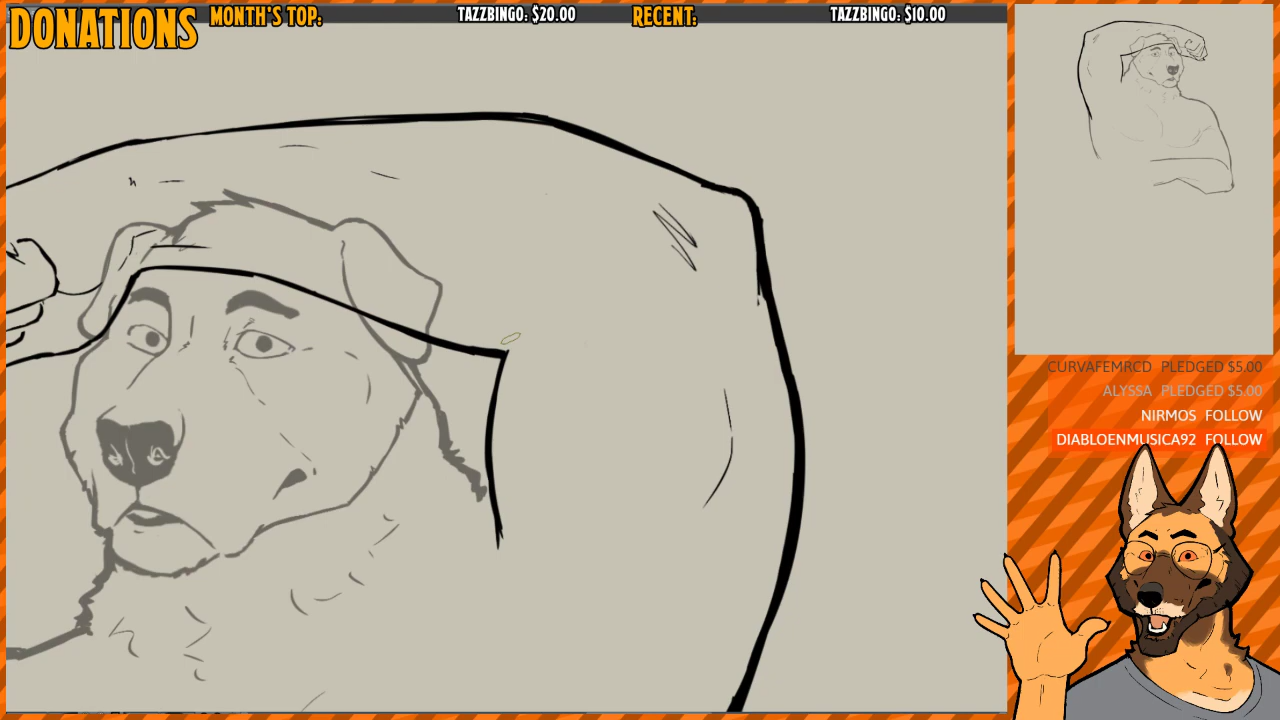 DONATIONS
MONTH'S TOP: TAZZBINGO: $20.00 RECENT: TAZZBINGO: $10.00
CURVAFEMRCD PLEDGED $5.00
ALYSSA PLEDGED $5.00
NIRMOS FOLLOW
DIABLOENMUSICA92 FOLLOW